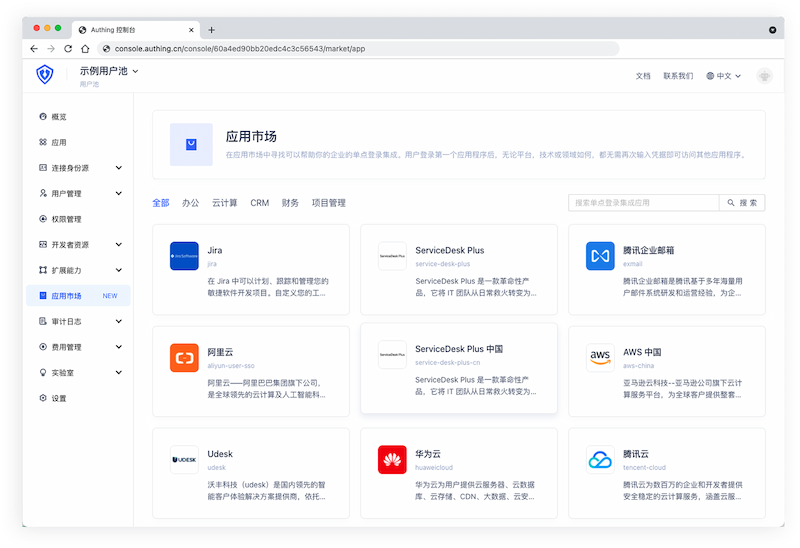 Authing 控制台
console.authing.cn/console/60a4ed90bb20edc4c3c56543/market/app
示例用户池
用户池
文档
联系我们
中文
概览
应用
连接身份源
用户管理
权限管理
开发者资源
扩展能力
应用市场 NEW
审计日志
费用管理
实验室
设置
应用市场
在应用市场中寻找可以帮助你的企业的单点登录集成。用户登录第一个应用程序后，无论平台，技术或领域如何，都无需再次输入凭据即可访问其他应用程序。
全部 办公 云计算 CRM 财务 项目管理
搜索单点登录集成应用
搜 索
Jira
jira
在 Jira 中可以计划、跟踪和管理您的
敏捷软件开发项目。自定义您的工...
ServiceDesk Plus
ServiceDesk Plus
service-desk-plus
ServiceDesk Plus 是一款革命性产
品，它将 IT 团队从日常救火转变为...
腾讯企业邮箱
exmail
腾讯企业邮箱是腾讯基于多年海量用
户邮件系统研发和运营经验，为企...
阿里云
aliyun-user-sso
阿里云——阿里巴巴集团旗下公司，
是全球领先的云计算及人工智能科...
ServiceDesk Plus
ServiceDesk Plus 中国
service-desk-plus-cn
ServiceDesk Plus 是一款革命性产
品，它将 IT 团队从日常救火转变为...
aws
AWS 中国
aws-china
亚马逊云科技--亚马逊公司旗下云计
算服务平台，为全球客户提供整套...
UDESK
Udesk
udesk
沃丰科技（udesk）是国内领先的智
能客户体验解决方案提供商，依托...
华为云
huaweicloud
华为云为用户提供云服务器、云数据
库、云存储、CDN、大数据、云安...
腾讯云
tencent-cloud
腾讯云为数百万的企业和开发者提供
安全稳定的云计算服务，涵盖云服...